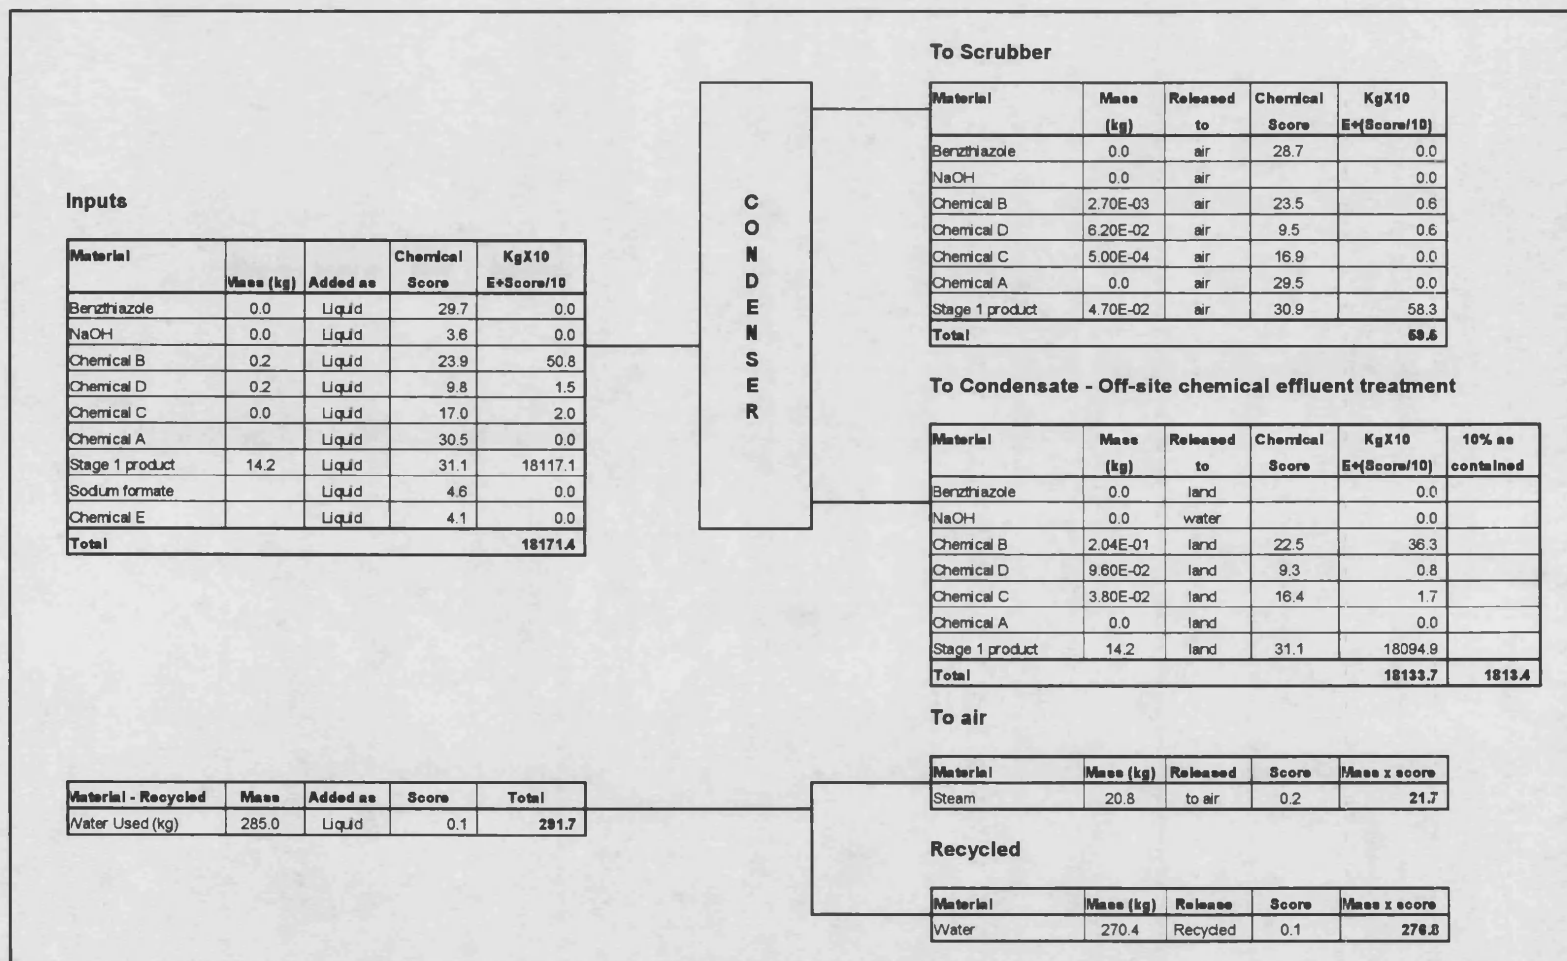 To Scrubber
Material Mass Released Chemical KgX10
(kg) to Score E+(Score/10)
Benzthiazole 0.0 air 28.7 0.0
NaOH 0.0 air 0.0
Chemical B 2.70E-03 air 23.5 0.6
Chemical D 6.20E-02 air 9.5 0.6
Chemical C 5.00E-04 air 16.9 0.0
Chemical A 0.0 air 29.5 0.0
Stage 1 product 4.70E-02 air 30.9 58.3
Total
Inputs
Material Chemical KgX10
Mass (kg) Added as Score E+Score/10
Benzthiazole 0.0 Liquid 29.7 0.0
NaOH 0.0 Liquid 3.6 0.0
Chemical B 0.2 Liquid 23.9 50.8
Chemical D 0.2 Liquid 9.8 1.5
Chemical C 0.0 Liquid 17.0 2.0
Chemical A Liquid 30.5 0.0
Stage 1 product 14.2 Liquid 31.1 18117.1
Sodium formate Liquid 4.6 0.0
Chemical E Liquid 4.1 0.0
Total 18171.4
C
O
N
D
E
N
S
E
R
To Condensate - Off-site chemical effluent treatment
Material Mass Released Chemical KgX10 10% as
(kg) to Score E+(Score/10) contained
Benzthiazole 0.0 land 0.0
NaOH 0.0 water 0.0
Chemical B 2.04E-01 land 22.5 36.3
Chemical D 9.60E-02 land 9.3 0.8
Chemical C 3.80E-02 land 16.4 1.7
Chemical A 0.0 land 0.0
Stage 1 product 14.2 land 31.1 18094.9
Total 18133.7 1813.4
To air
Material Mass (kg) Released Score Mass x score
Steam 20.8 to air 0.2 21.7
Material - Recycled Mass Added as Score Total
Water Used (kg) 285.0 Liquid 0.1 291.7
Recycled
Material Mass (kg) Release Score Mass x score
Water 270.4 Recycled 0.1 276.8